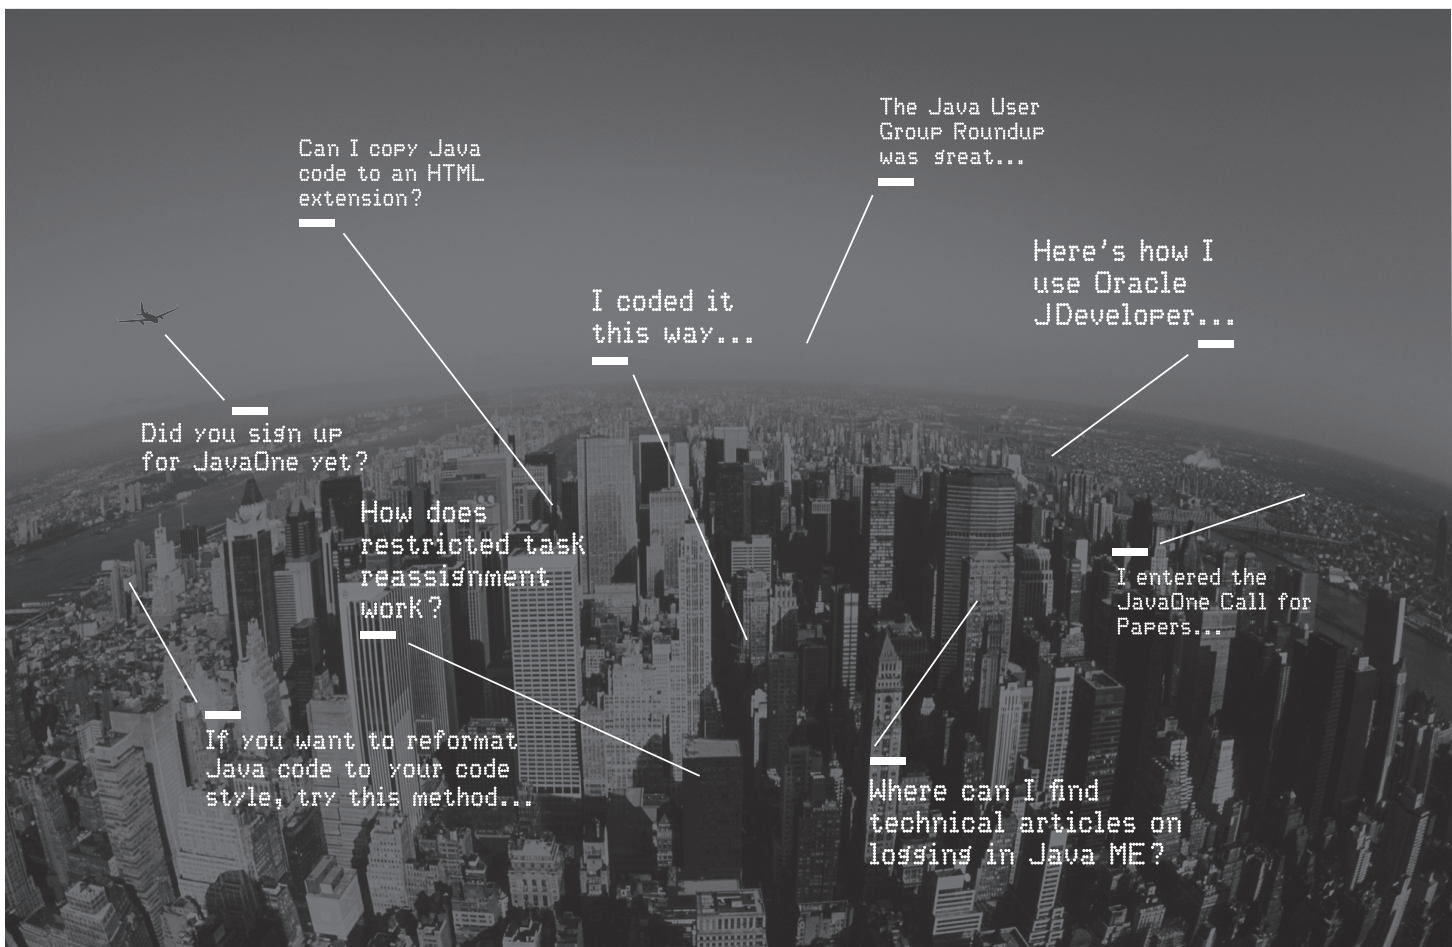 The Java User
Group Roundup
was great...
Can I copy Java
code to an HTML
extension?
Here's how I
use Oracle
JDeveloper...
I coded it
this way...
Did you sign up
for JavaOne yet?
How does
restricted task
reassignment
work?
I entered the
JavaOne Call for
Papers...
If you want to reformat
Java code to your code
style, try this method...
Where can I find
technical articles on
logging in Java ME?